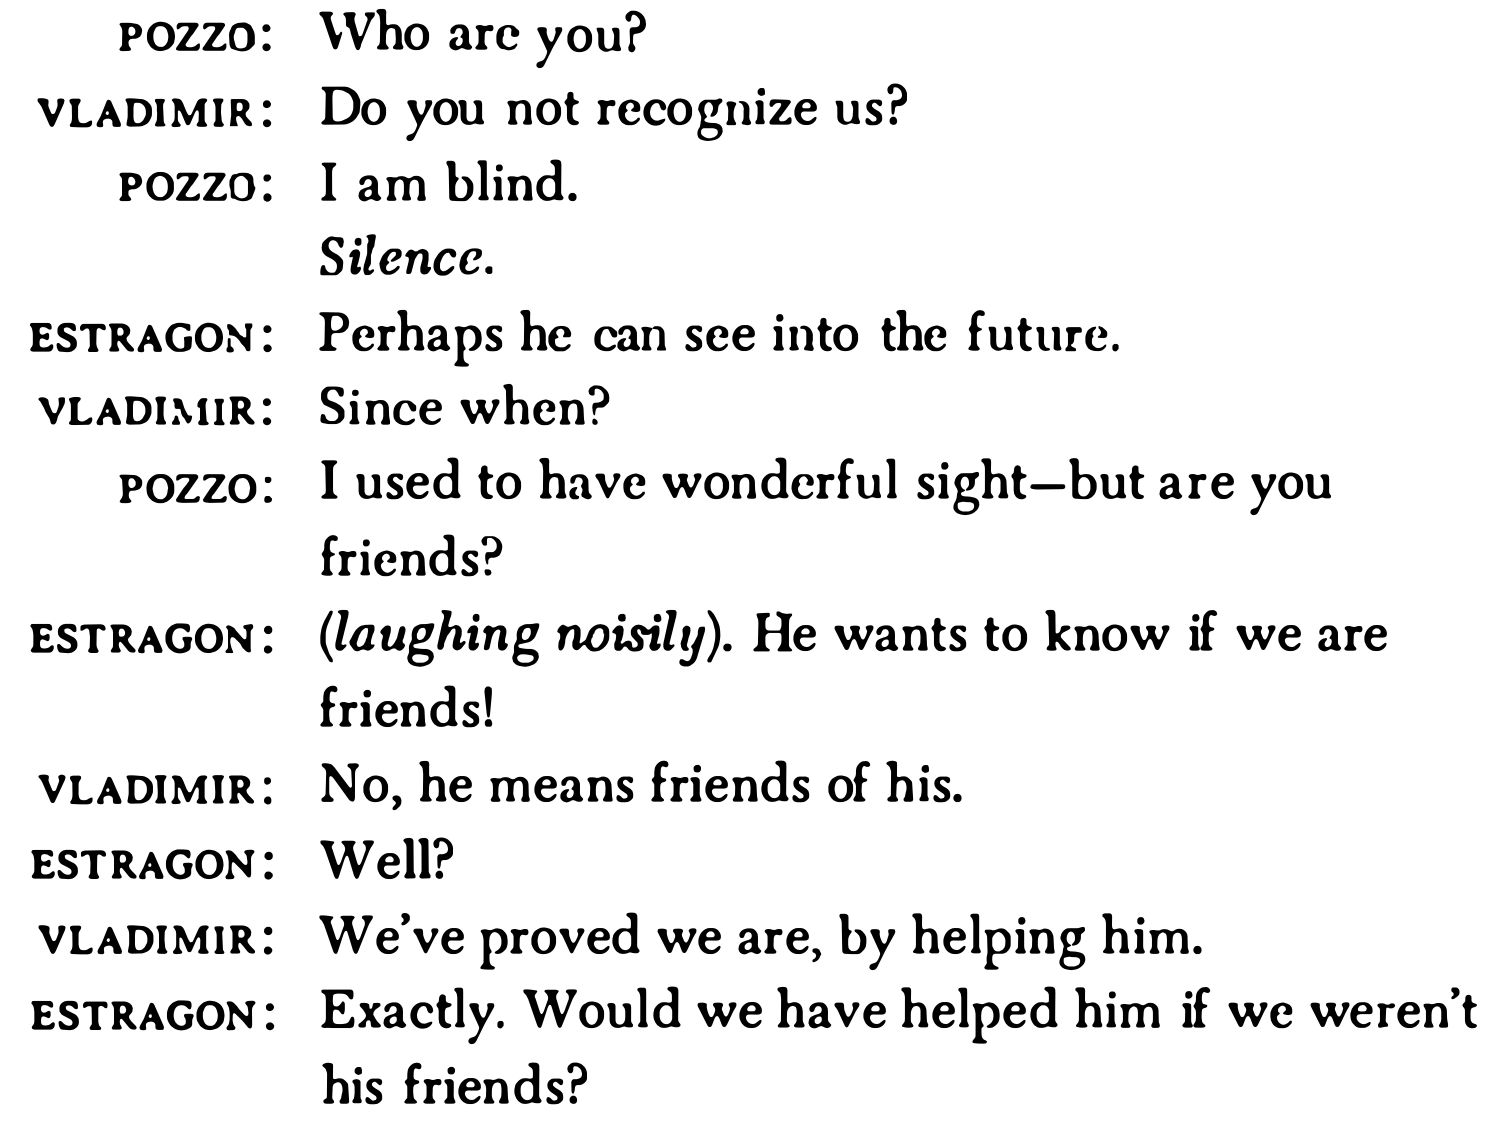 POZZO: Who are you?
VLADIMIR: Do you not recognize us?
POZZO: I am blind.
Silence.
ESTRAGON: Perhaps he can see into the future.
VLADIMIR: Since when?
POZZO: I used to have wonderful sight—but are you
friends?
ESTRAGON: (laughing noisily). He wants to know if we are
friends!
VLADIMIR: No, he means friends of his.
ESTRAGON: Well?
VLADIMIR: We've proved we are, by helping him.
ESTRAGON: Exactly. Would we have helped him if we weren't
his friends?